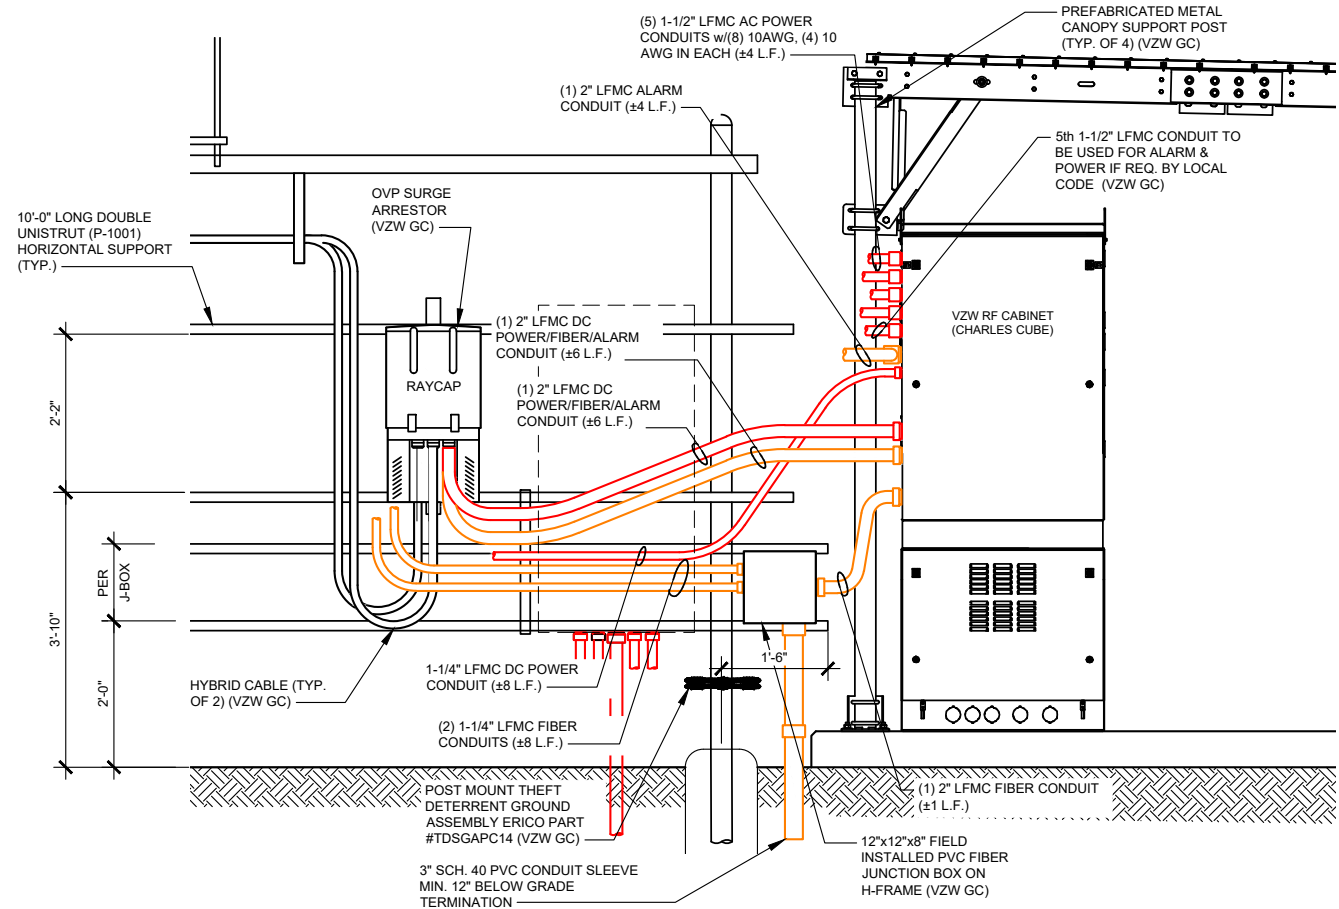 (5) 1-1/2" LFMC AC POWER
CONDUITS w/(8) 10AWG, (4) 10
AWG IN EACH (±4 L.F.)
PREFABRICATED METAL
CANOPY SUPPORT POST
(TYP. OF 4) (VZW GC)
(1) 2" LFMC ALARM
CONDUIT (±4 L.F.)
5th 1-1/2" LFMC CONDUIT TO
BE USED FOR ALARM &
POWER IF REQ. BY LOCAL
CODE (VZW GC)
OVP SURGE
ARRESTOR
(VZW GC)
10'-0" LONG DOUBLE
UNISTRUT (P-1001)
HORIZONTAL SUPPORT
(TYP.)
VZW RF CABINET
(CHARLES CUBE)
(1) 2" LFMC DC
POWER/FIBER/ALARM
CONDUIT (±6 L.F.)
RAYCAP
(1) 2" LFMC DC
POWER/FIBER/ALARM
CONDUIT (±6 L.F.)
2'-2"
PER
J-BOX
3'-10"
2'-0"
1'-6"
HYBRID CABLE (TYP.
OF 2) (VZW GC)
1-1/4" LFMC DC POWER
CONDUIT (±8 L.F.)
(2) 1-1/4" LFMC FIBER
CONDUITS (±8 L.F.)
POST MOUNT THEFT
DETERRENT GROUND
ASSEMBLY ERICO PART
#TDSGAPC14 (VZW GC)
(1) 2" LFMC FIBER CONDUIT
(±1 L.F.)
12"x12"x8" FIELD
INSTALLED PVC FIBER
JUNCTION BOX ON
H-FRAME (VZW GC)
3" SCH. 40 PVC CONDUIT SLEEVE
MIN. 12" BELOW GRADE
TERMINATION